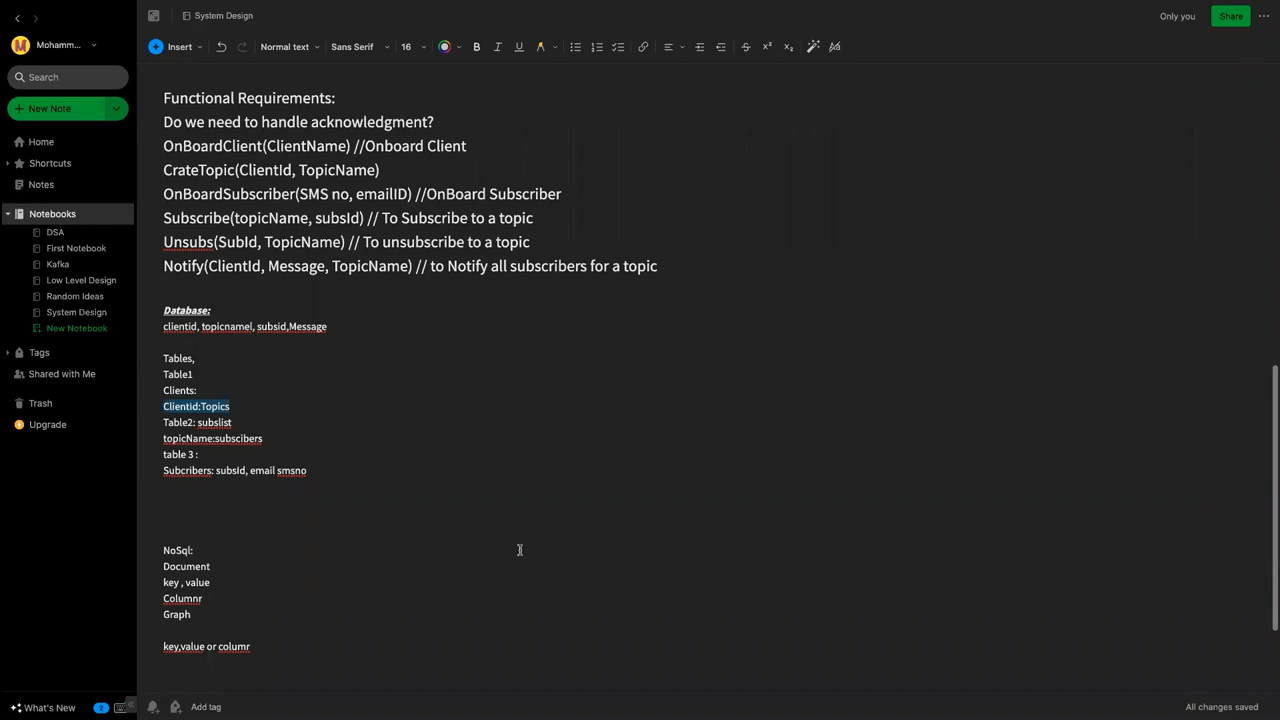 System Design
Only you
Share
Mohamm...
Insert
Normal text
Sans Serif
16
B
I
U
Search
New Note
Home
Shortcuts
Notes
Notebooks
DSA
First Notebook
Kafka
Low Level Design
Random Ideas
System Design
New Notebook
Tags
Shared with Me
Trash
Upgrade
What's New
2
Functional Requirements:
Do we need to handle acknowledgment?
OnBoardClient(ClientName) //Onboard Client
CrateTopic(ClientId, TopicName)
OnBoardSubscriber(SMS no, emailID) //OnBoard Subscriber
Subscribe(topicName, subsId) // To Subscribe to a topic
Unsubs(SubId, TopicName) // To unsubscribe to a topic
Notify(ClientId, Message, TopicName) // to Notify all subscribers for a topic
Database:
clientid, topicnamel, subsid,Message
Tables,
Table1
Clients:
Clientid:Topics
Table2: subslist
topicName:subscibers
table 3 :
Subcribers: subsId, email smsno
NoSql:
Document
key , value
Columnr
Graph
key,value or columr
Add tag
All changes saved